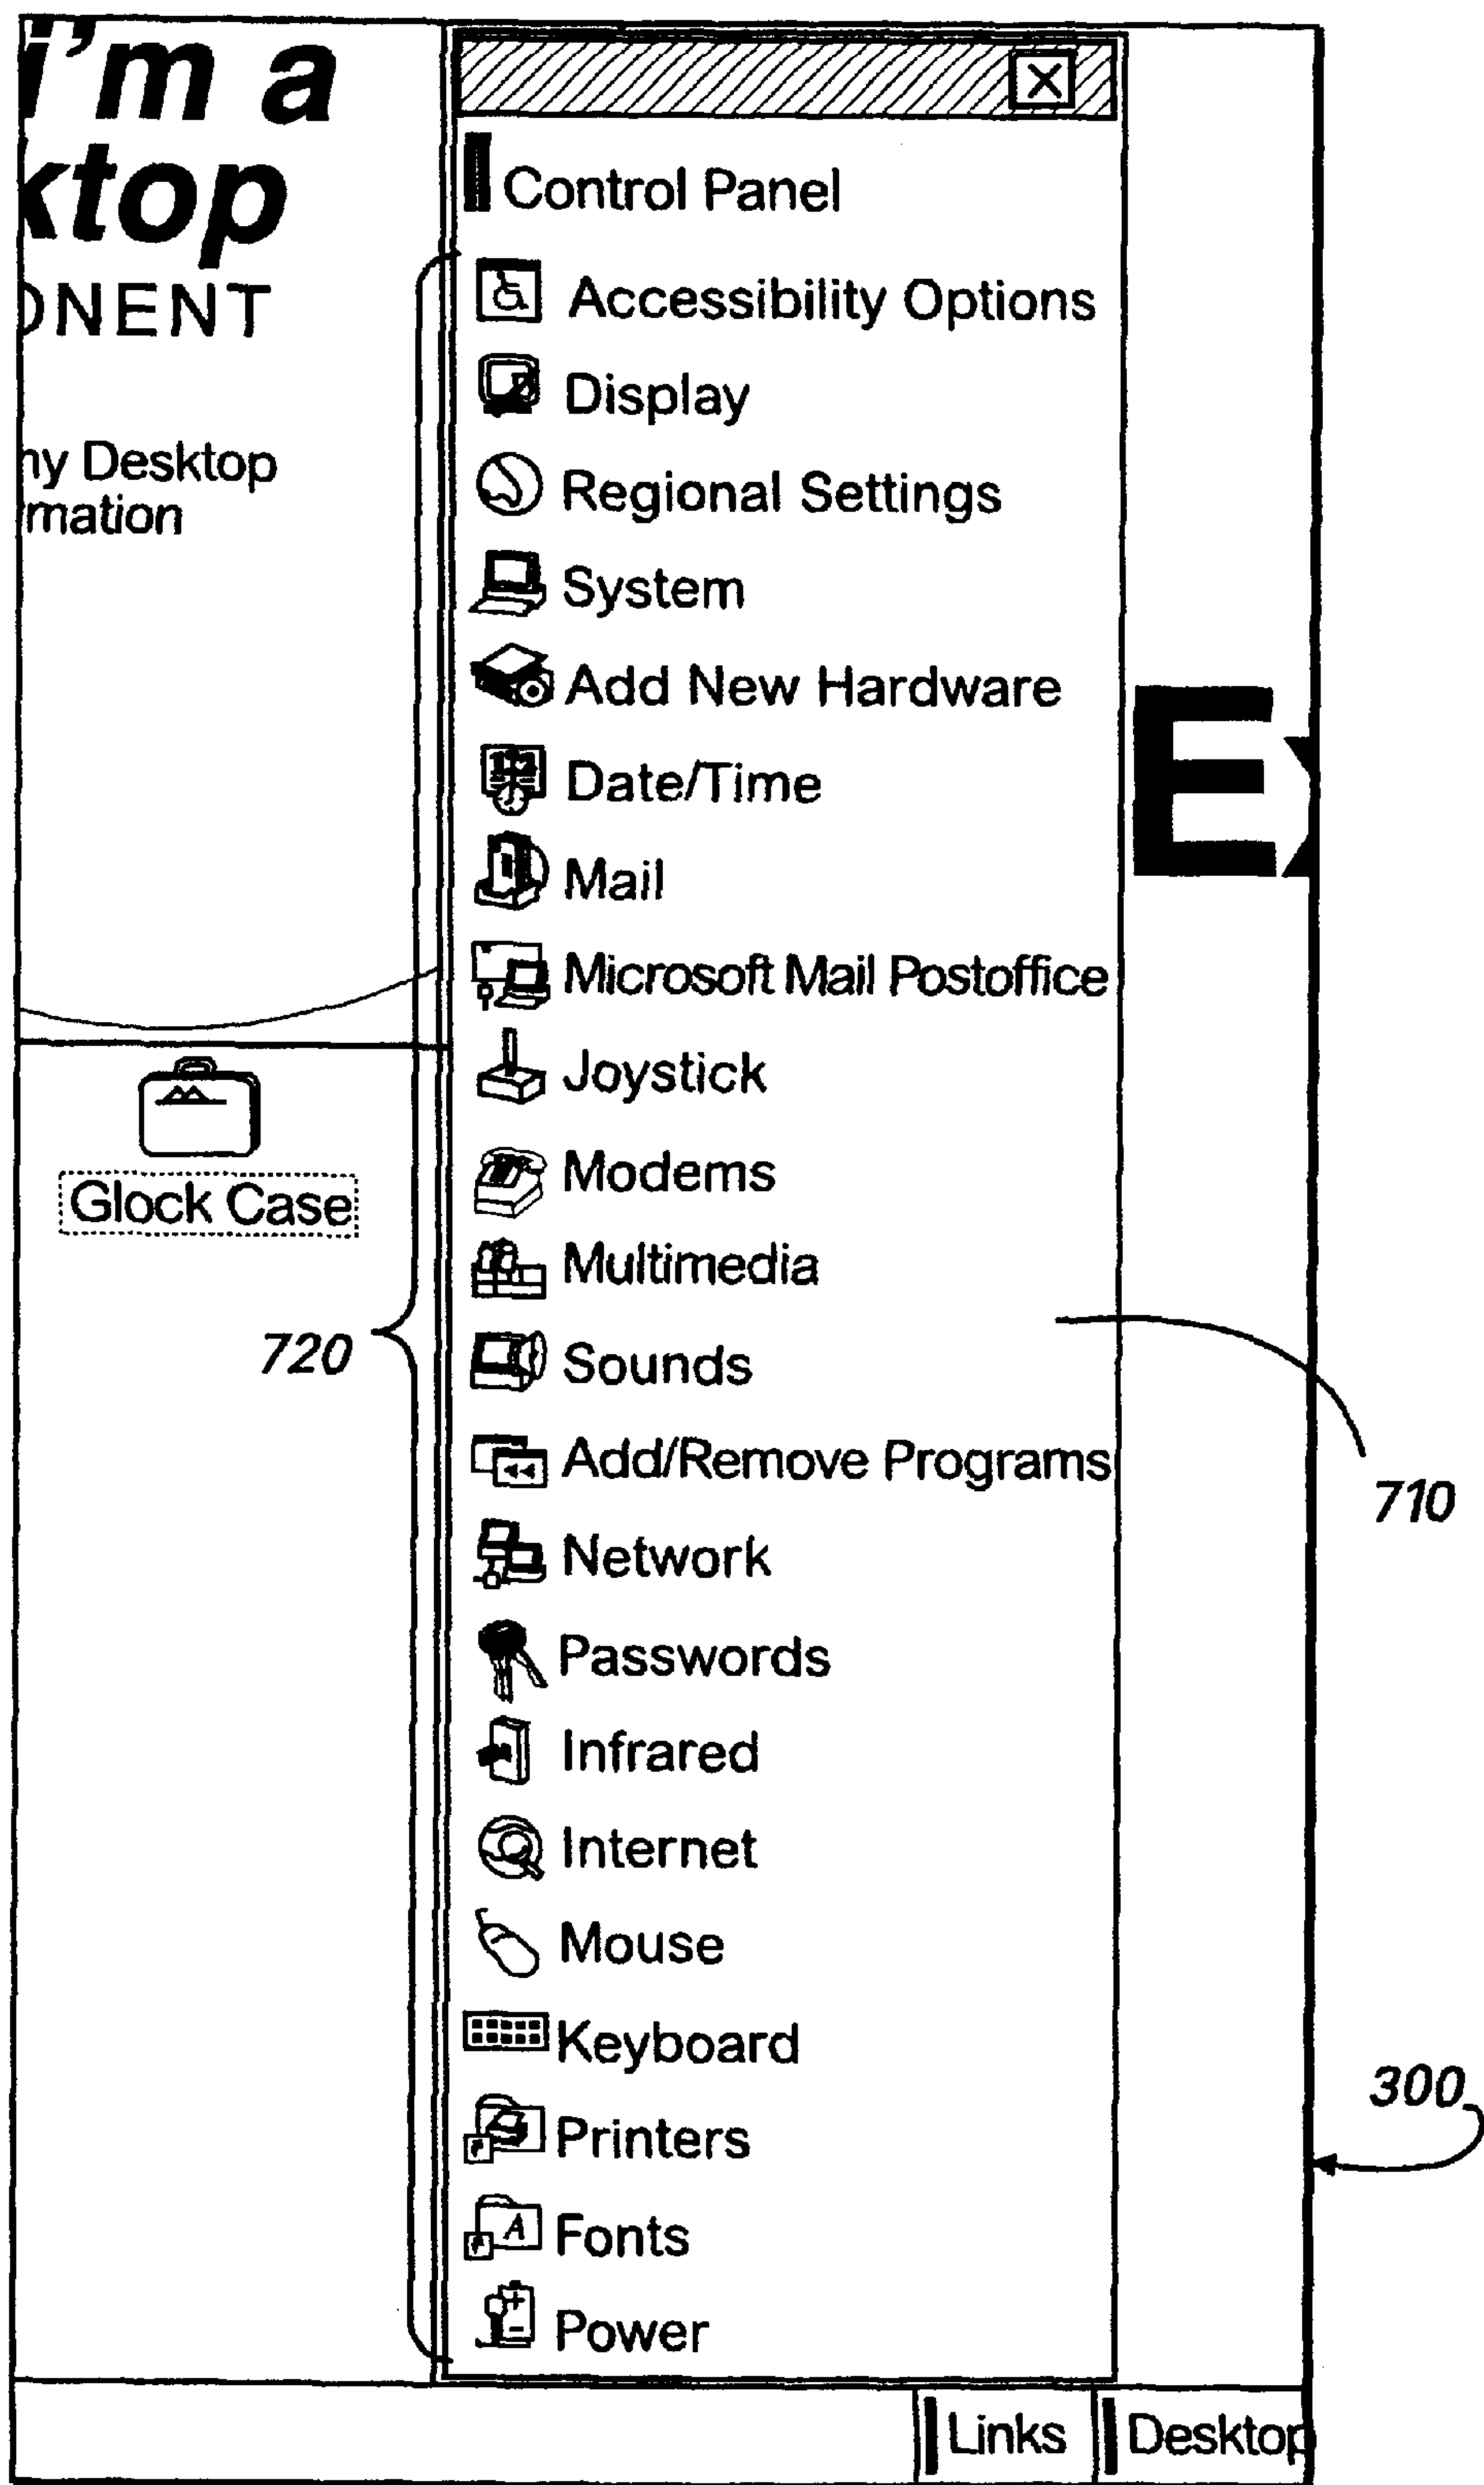 i'm a
ktop
ONENT
ny Desktop
mation
Glock Case
720
Control Panel
Accessibility Options
Display
Regional Settings
System
Add New Hardware
Date/Time
Mail
Microsoft Mail Postoffice
Joystick
Modems
Multimedia
Sounds
Add/Remove Programs
Network
Passwords
Infrared
Internet
Mouse
Keyboard
Printers
Fonts
Power
E
710
300
Links
Desktop